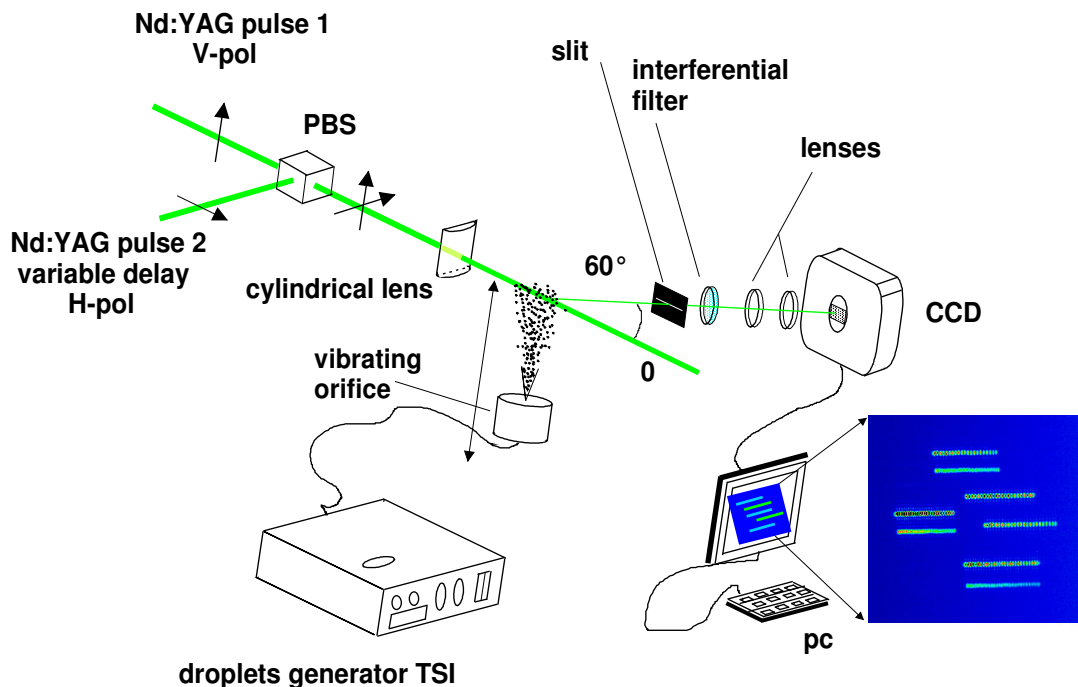 Nd:YAG pulse 1
V-pol
PBS
Nd:YAG pulse 2
variable delay
H-pol
cylindrical lens
slit
interferential
filter
lenses
60°
CCD
0
vibrating
orifice
pc
droplets generator TSI